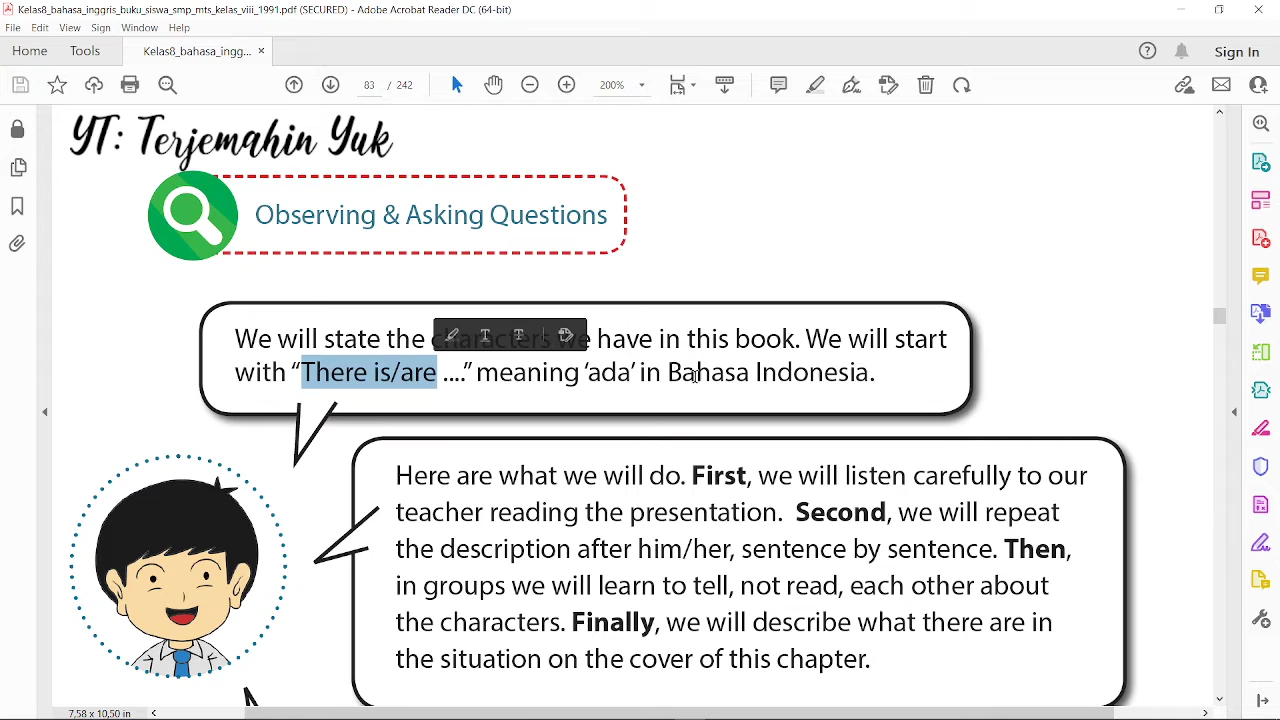 Kelas8_bahasa_inggris_buku_siswa_smp_mts_kelas_viii_1991.pdf (SECURED) - Adobe Acrobat Reader DC (64-bit)
File Edit View Sign Window Help
Home Tools Kelas8_bahasa_ingg... × Sign In
83 / 242 200%
YT: Terjemahin Yuk
Observing & Asking Questions
We will state the characters we have in this book. We will start
with “There is/are ....” meaning ‘ada’ in Bahasa Indonesia.
Here are what we will do. First, we will listen carefully to our
teacher reading the presentation. Second, we will repeat
the description after him/her, sentence by sentence. Then,
in groups we will learn to tell, not read, each other about
the characters. Finally, we will describe what there are in
the situation on the cover of this chapter.
7,58 x 10,50 in